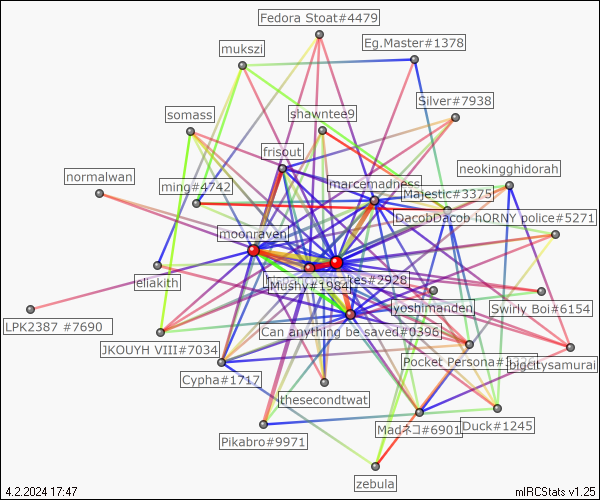 Fedora Stoat#4479
Eg.Master#1378
mukszi
Silver#7938
somass
shawntee9
frisout
neokingghidorah
normalwan
ming#4742
marcemadness
Majestic#3375
DacobDacob hORNY police#5271
moonraven
eliakith
#2928
Mushy#1984
yoshimanden
Swirly Boi#6154
LPK2387 #7690
Can anything be saved#0396
JKOUYH VIII#7034
Pocket Persona#
bigcitysamurai
Cypha#1717
thesecondtwat
Madネコ#6901
Duck#1245
Pikabro#9971
zebula
4.2.2024 17:47
mIRCStats v1.25